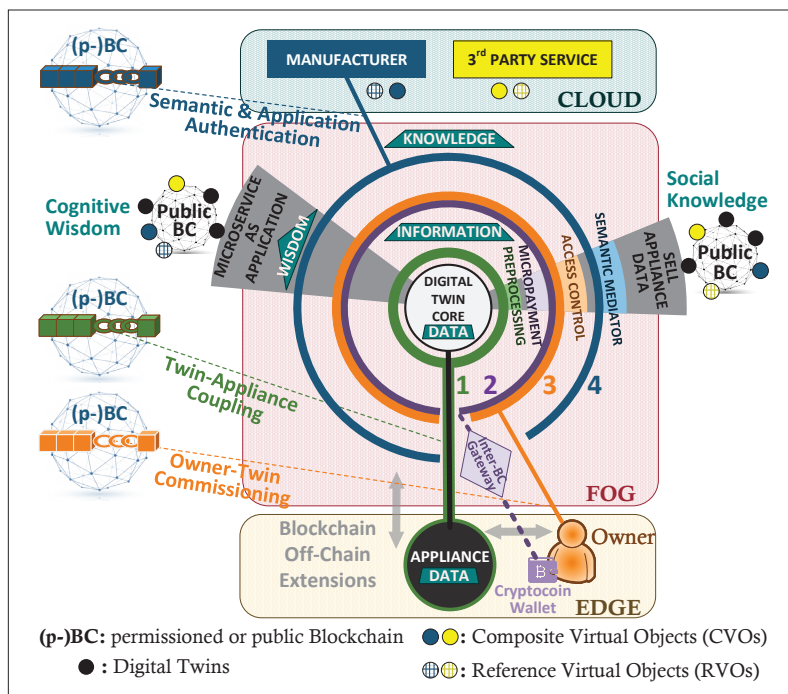 (p-)BC
MANUFACTURER
3rd PARTY SERVICE
CLOUD
Semantic & Application
Authentication
KNOWLEDGE
Cognitive
Wisdom
Public
BC
MICROSERVICE
AS
APPLICATION
WISDOM
INFORMATION
DIGITAL
TWIN
CORE
DATA
PREPROCESSING
MICROPAYMENT
ACCESS CONTROL
SEMANTIC MEDIATOR
SELL
APPLIANCE
DATA
Social
Knowledge
Public
BC
(p-)BC
Twin-Appliance
Coupling
1 2 3 4
(p-)BC
Owner-Twin
Commissioning
Inter-BC
Gateway
FOG
Blockchain
Off-Chain
Extensions
APPLIANCE
DATA
Owner
B
Cryptocoin
Wallet
EDGE
(p-)BC: permissioned or public Blockchain
: Composite Virtual Objects (CVOs)
: Digital Twins
: Reference Virtual Objects (RVOs)